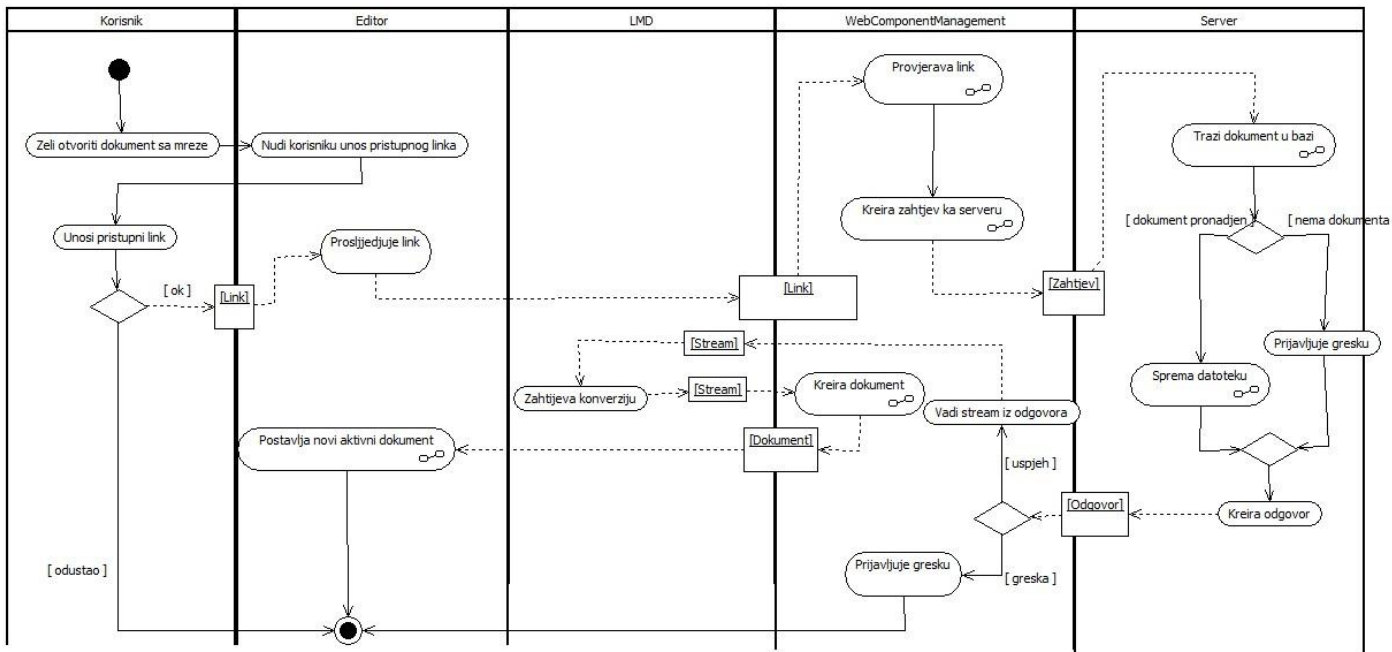 Korisnik
Editor
LMD
WebComponentManagement
Server
Provjerava link
Zeli otvoriti dokument sa mreze
Nudi korisniku unos pristupnog linka
Trazi dokument u bazi
Kreira zahtjev ka serveru
[ dokument pronadjen ]
[ nema dokumenta
Unosi pristupni link
Prosljjedjuje link
[ ok ]
[Link]
[Link]
[Zahtjev]
[Stream]
Prijavljuje gresku
Zahtijeva konverziju
[Stream]
Kreira dokument
Sprema datoteku
Vadi stream iz odgovora
Postavlja novi aktivni dokument
[Dokument]
[ uspjeh ]
[Odgovor]
Kreira odgovor
[ odustao ]
Prijavljuje gresku
[ greska ]